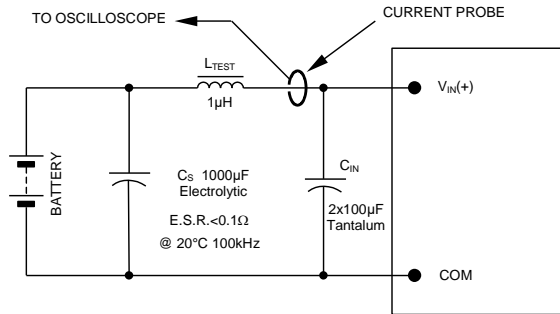 TO OSCILLOSCOPE
CURRENT PROBE
LTEST
1µH
VIN(+)
BATTERY
CS 1000µF
Electrolytic
E.S.R.<0.1Ω
@ 20°C 100kHz
CIN
2x100µF
Tantalum
COM